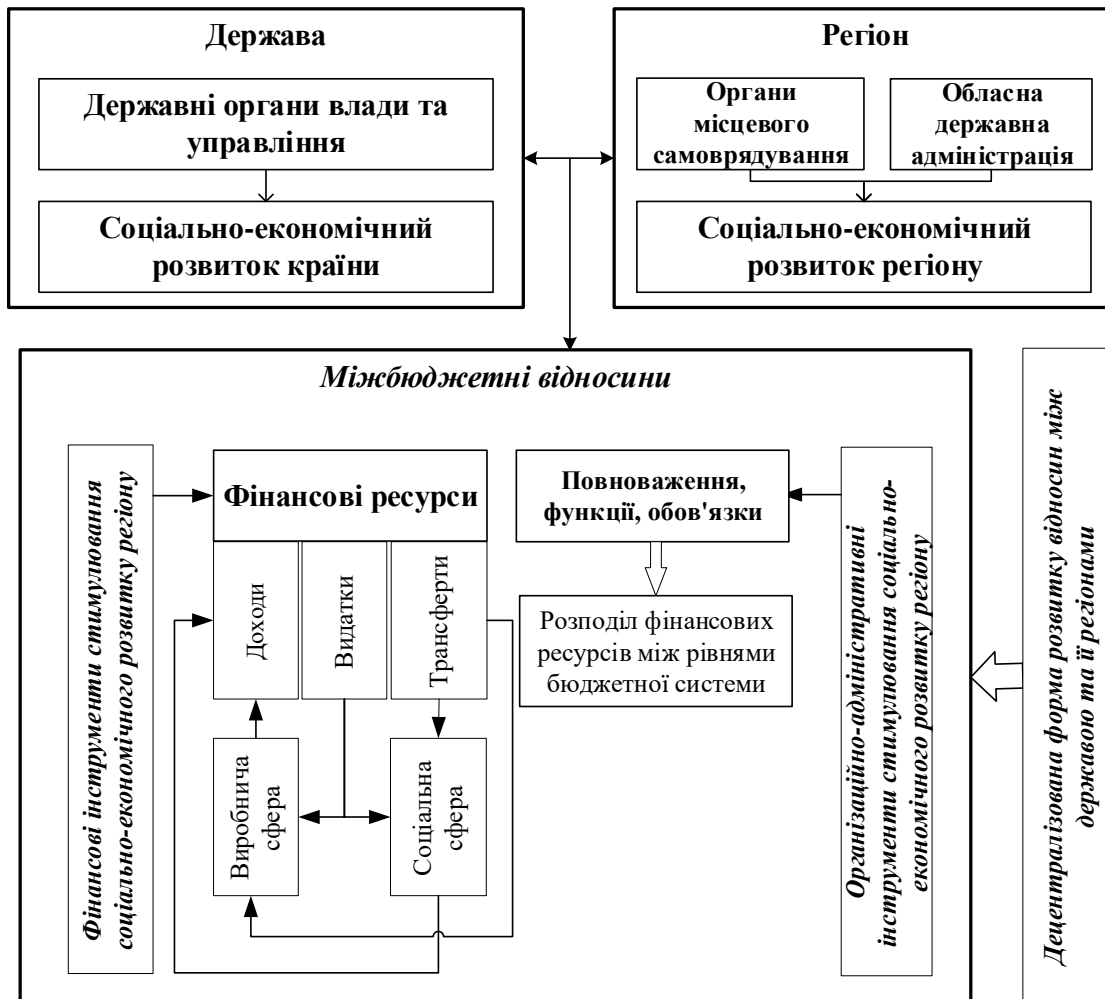 Держава
Державні органи влади та
управління
Соціально-економічний
розвиток країни
Регіон
Органи
місцевого
самоврядування
Обласна
державна
адміністрація
Соціально-економічний
розвиток регіону
Міжбюджетні відносини
Фінансові інструменти стимулювання
соціально-економічного розвитку регіону
Фінансові ресурси
Доходи
Видатки
Трансферти
Виробнича
сфера
Соціальна
сфера
Повноваження,
функції, обов'язки
Розподіл фінансових
ресурсів між рівнями
бюджетної системи
Організаційно-адміністративні
інструменти стимулювання соціально-
економічного розвитку регіону
Децентралізована форма розвитку відносин між
державою та її регіонами